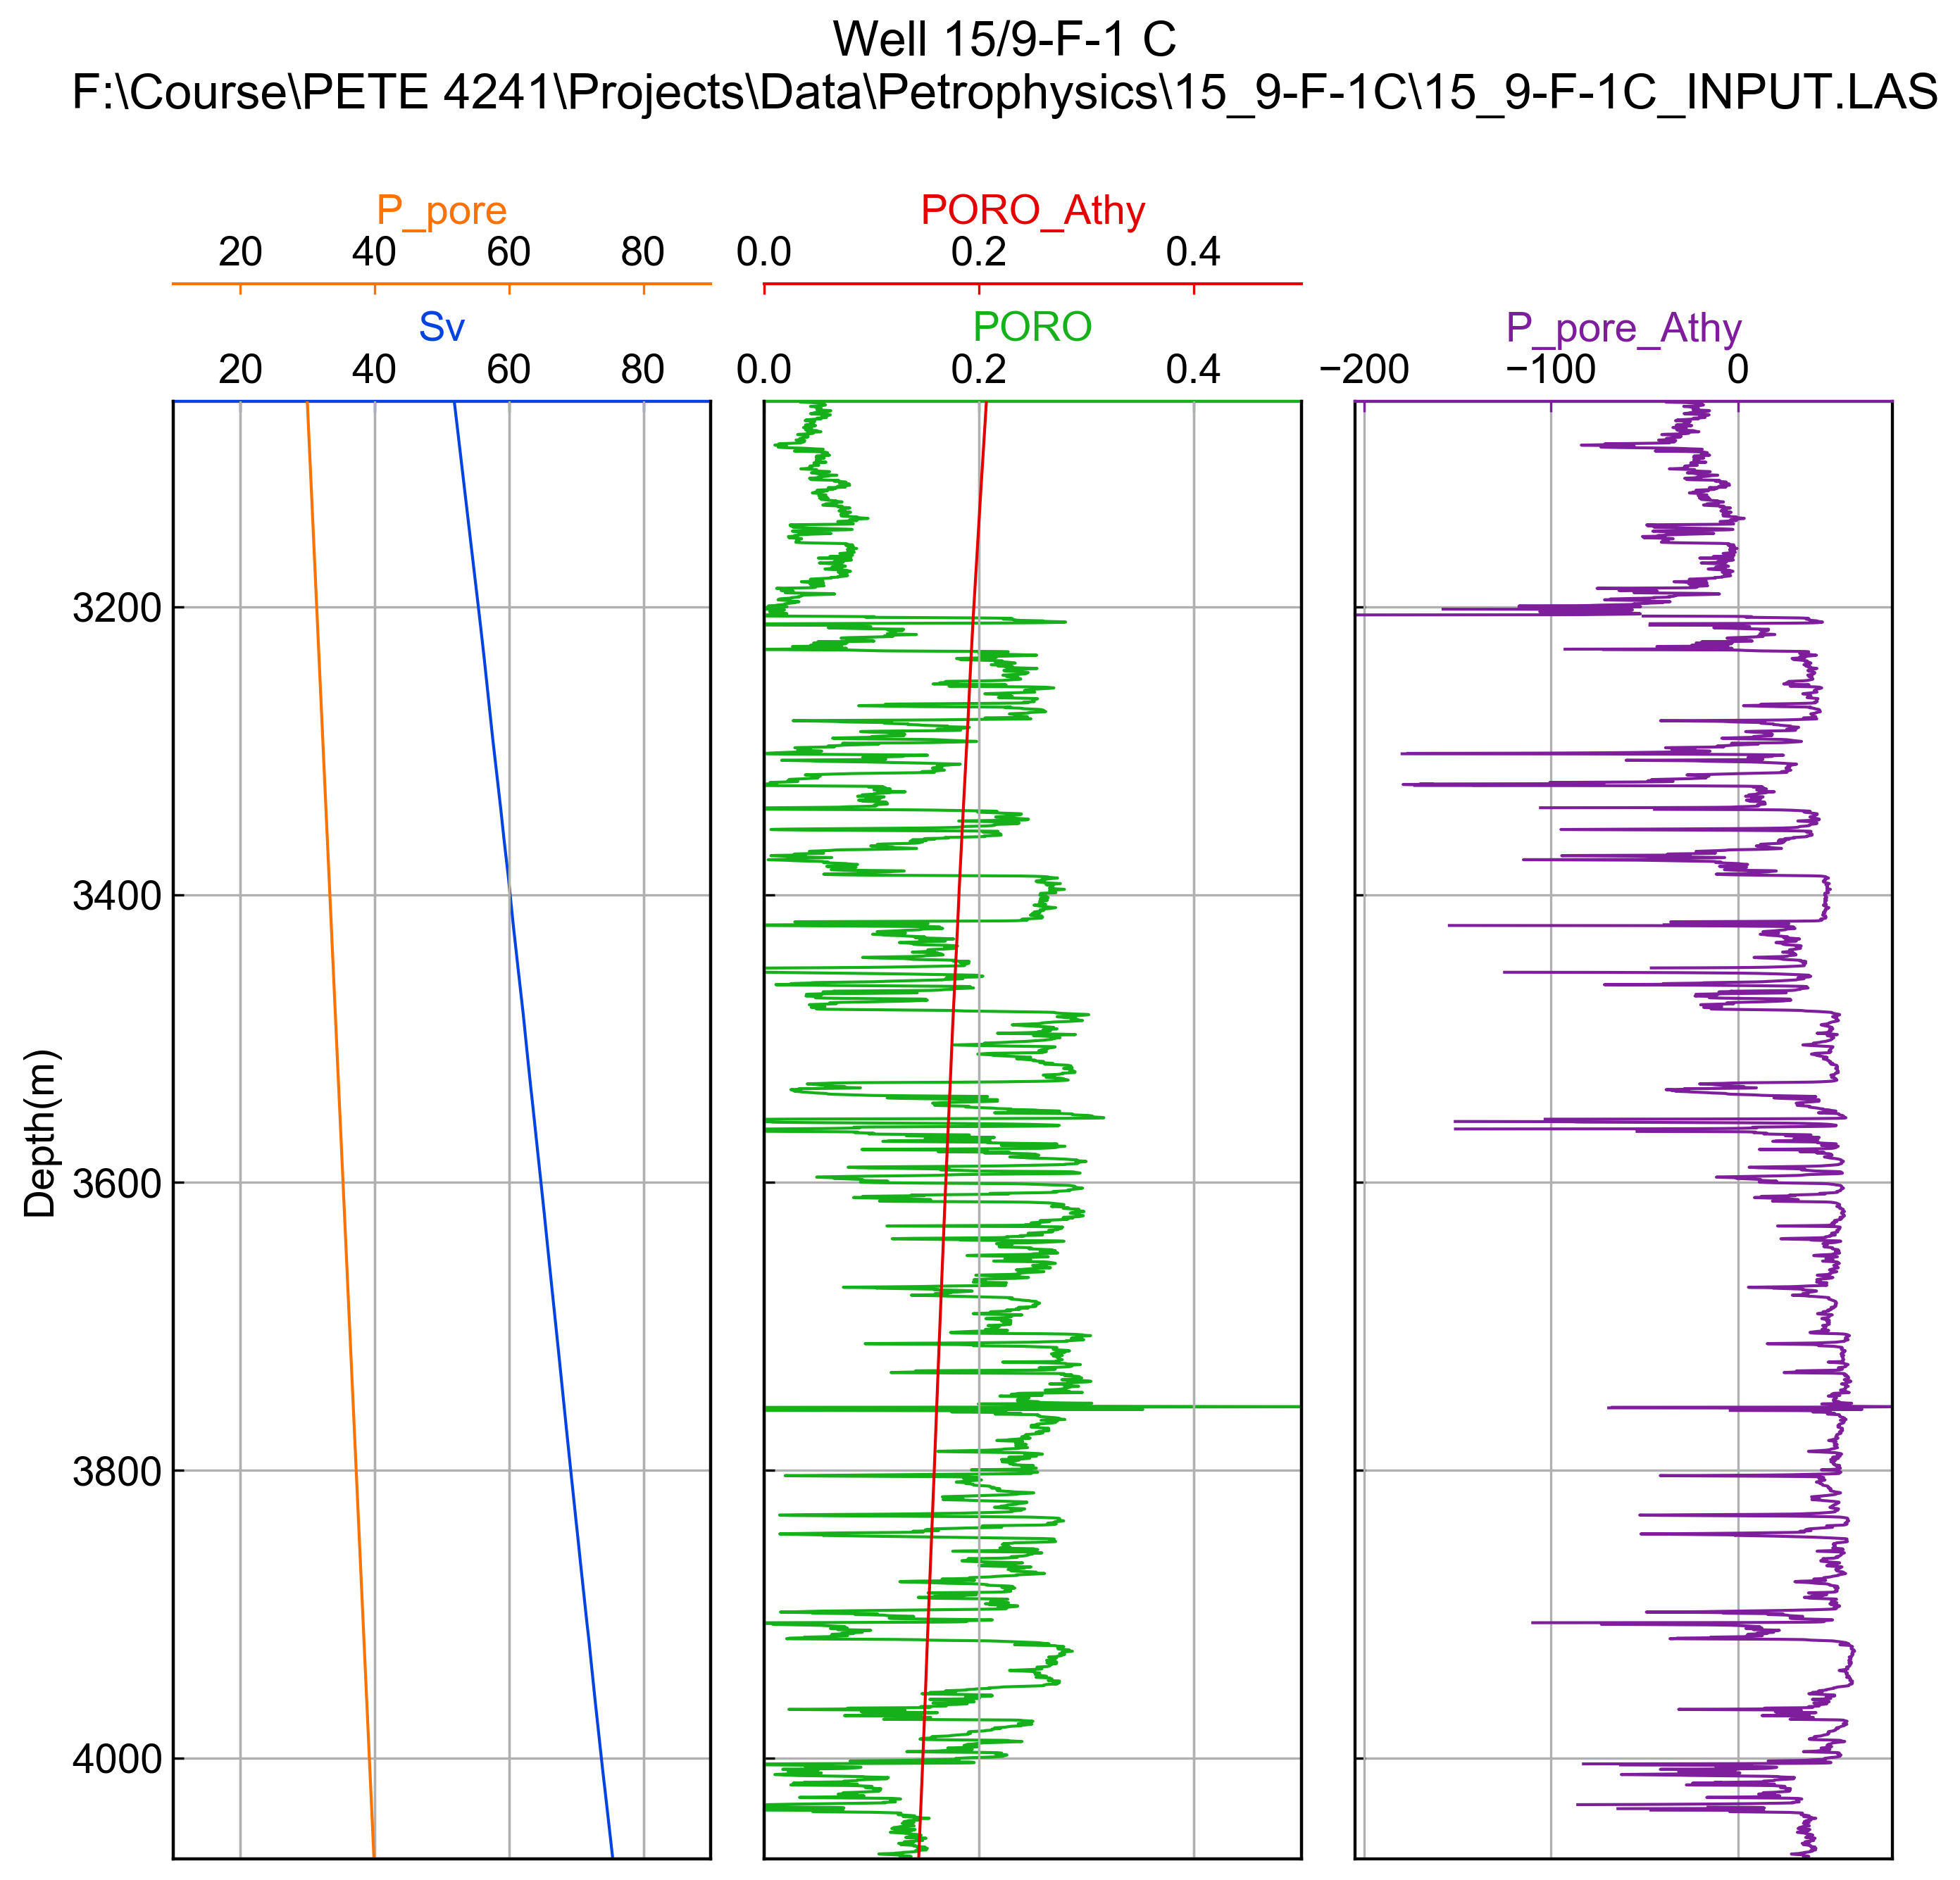 Well 15/9-F-1 C
F:\Course\PETE 4241\Projects\Data\Petrophysics\15_9-F-1C\15_9-F-1C_INPUT.LAS
P_pore
20 40 60 80
Sv
20 40 60 80
PORO_Athy
0.0 0.2 0.4
PORO
0.0 0.2 0.4
P_pore_Athy
−200 −100 0
Depth(m)
3200
3400
3600
3800
4000